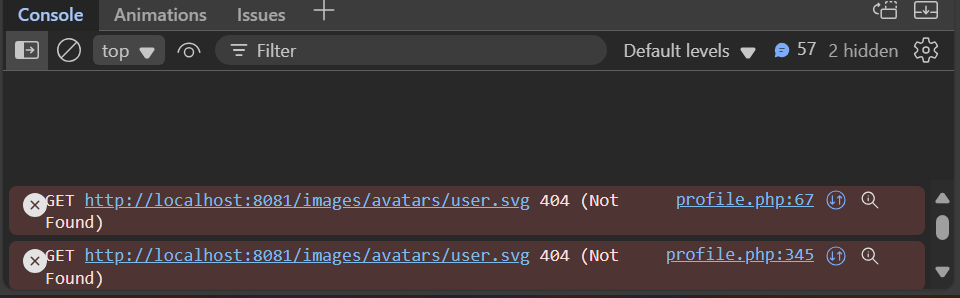 Console Animations Issues
top Filter Default levels 57 2 hidden
GET http://localhost:8081/images/avatars/user.svg 404 (Not profile.php:67
Found)
GET http://localhost:8081/images/avatars/user.svg 404 (Not profile.php:345
Found)